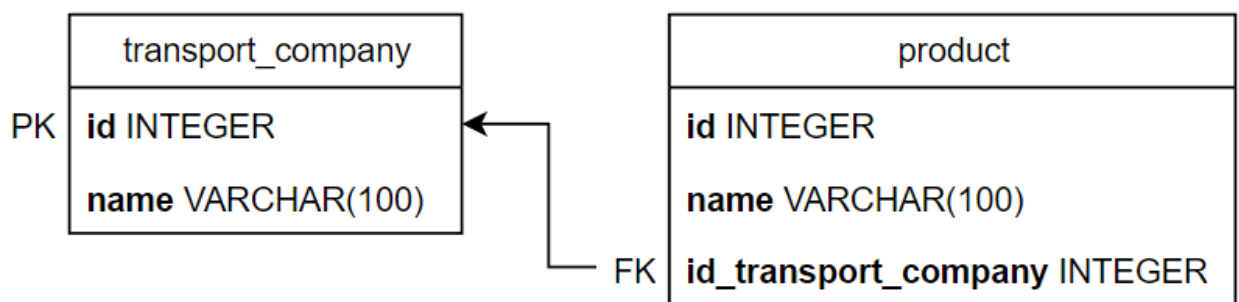 transport_company
PK id INTEGER
name VARCHAR(100)
product
id INTEGER
name VARCHAR(100)
FK id_transport_company INTEGER